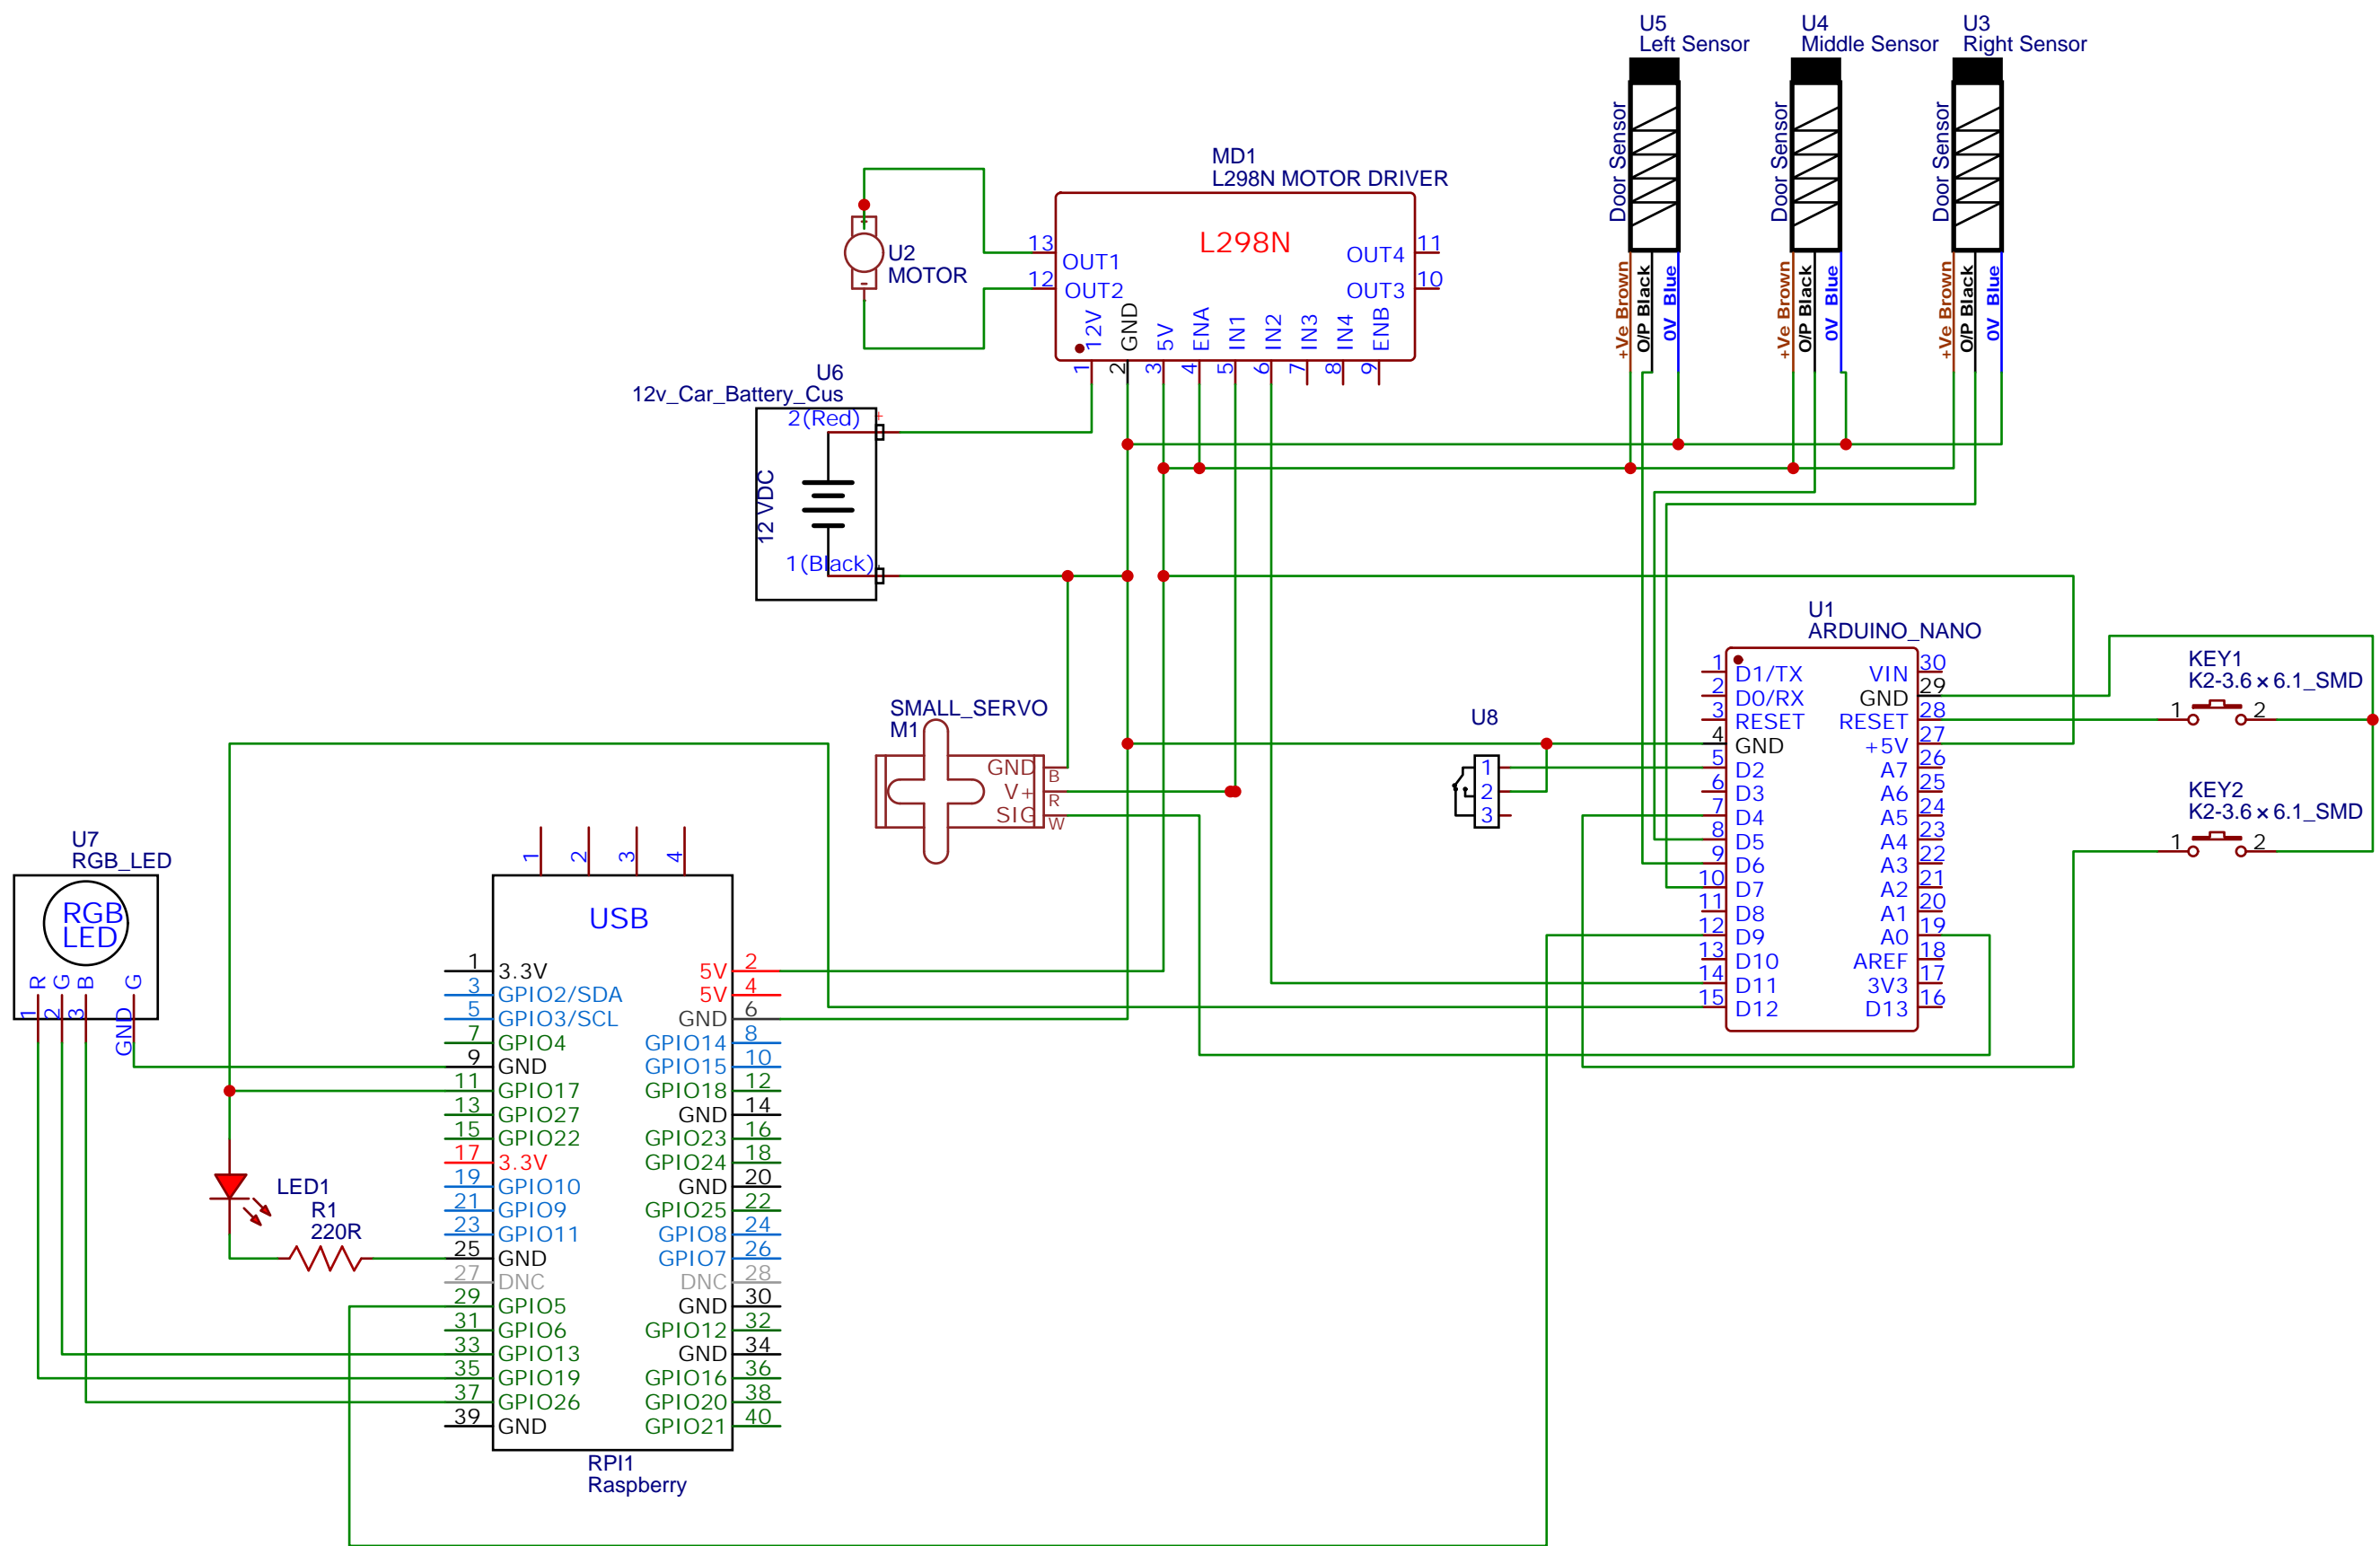 U5
Left Sensor
U4
Middle Sensor
U3
Right Sensor
Door Sensor
Door Sensor
Door Sensor
+Ve Brown
O/P Black
0V Blue
+Ve Brown
O/P Black
0V Blue
+Ve Brown
O/P Black
0V Blue
MD1
L298N MOTOR DRIVER
L298N
13
OUT1
12
OUT2
11
OUT4
10
OUT3
12V
GND
5V
ENA
IN1
IN2
IN3
IN4
ENB
1
2
3
4
5
6
7
8
9
+
-
U2
MOTOR
U6
12v_Car_Battery_Cus
2(Red)
+
12 VDC
1(Black)
-
U1
ARDUINO_NANO
1
D1/TX
2
D0/RX
3
RESET
4
GND
5
D2
6
D3
7
D4
8
D5
9
D6
10
D7
11
D8
12
D9
13
D10
14
D11
15
D12
VIN
30
GND
29
RESET
28
+5V
27
A7
26
A6
25
A5
24
A4
23
A3
22
A2
21
A1
20
A0
19
AREF
18
3V3
17
D13
16
KEY1
K2-3.6×6.1_SMD
1
2
KEY2
K2-3.6×6.1_SMD
1
2
SMALL_SERVO
M1
GND
B
V+
R
SIG
W
U8
1
2
3
U7
RGB_LED
RGB
LED
R
G
B
G
1
2
3
GND
1
2
3
4
USB
1
3.3V
3
GPIO2/SDA
5
GPIO3/SCL
7
GPIO4
9
GND
11
GPIO17
13
GPIO27
15
GPIO22
17
3.3V
19
GPIO10
21
GPIO9
23
GPIO11
25
GND
27
DNC
29
GPIO5
31
GPIO6
33
GPIO13
35
GPIO19
37
GPIO26
39
GND
5V
2
5V
4
GND
6
GPIO14
8
GPIO15
10
GPIO18
12
GND
14
GPIO23
16
GPIO24
18
GND
20
GPIO25
22
GPIO8
24
GPIO7
26
DNC
28
GND
30
GPIO12
32
GND
34
GPIO16
36
GPIO20
38
GPIO21
40
RPI1
Raspberry
LED1
R1
220R